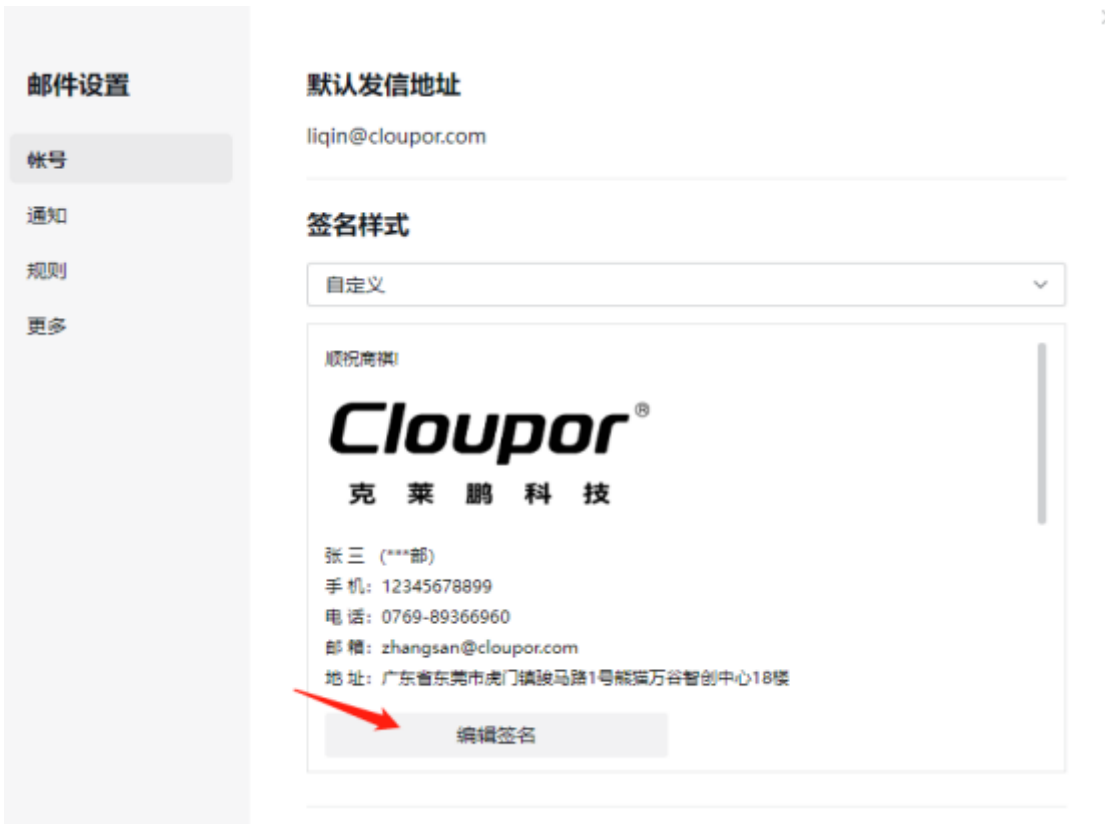 邮件设置
帐号
通知
规则
更多
默认发信地址
liqin@cloupor.com
签名样式
自定义
顺祝商祺!
Cloupor®
克莱鹏科技
张 三 (***部)
手 机：12345678899
电 话：0769-89366960
邮 箱：zhangsan@cloupor.com
地 址：广东省东莞市虎门镇骏马路1号熊猫万谷智创中心18楼
编辑签名